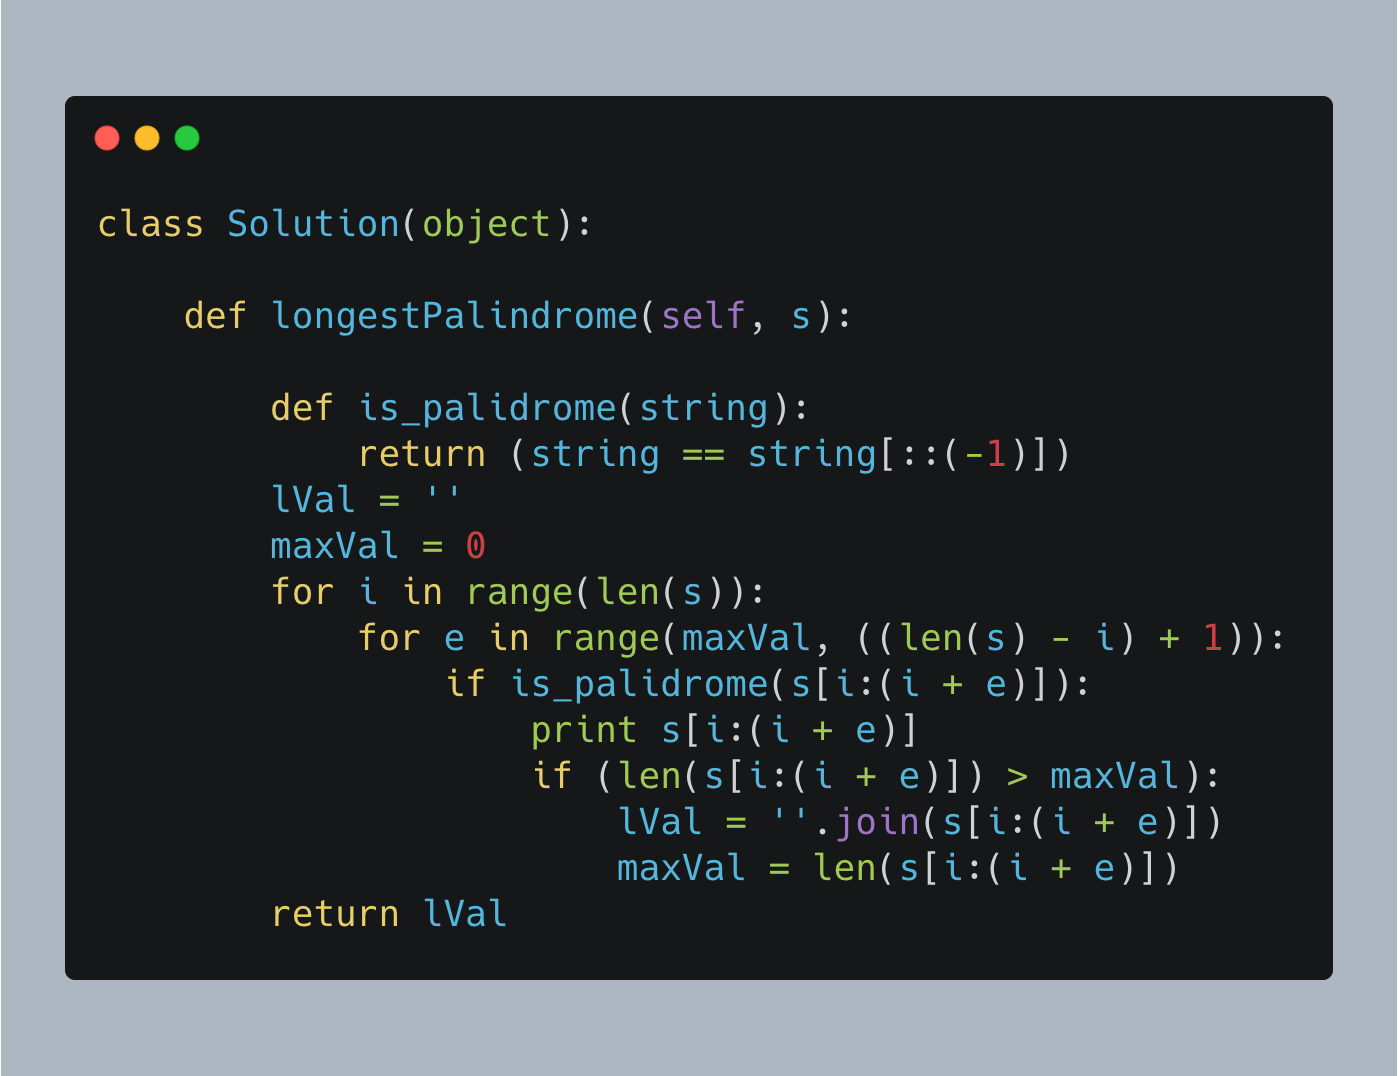 class Solution(object):
    def longestPalindrome(self, s):
        def is_palidrome(string):
            return (string == string[::(-1)])
        lVal = ''
        maxVal = 0
        for i in range(len(s)):
            for e in range(maxVal, ((len(s) - i) + 1)):
                if is_palidrome(s[i:(i + e)]):
                    print s[i:(i + e)]
                    if (len(s[i:(i + e)]) > maxVal):
                        lVal = ''.join(s[i:(i + e)])
                        maxVal = len(s[i:(i + e)])
        return lVal